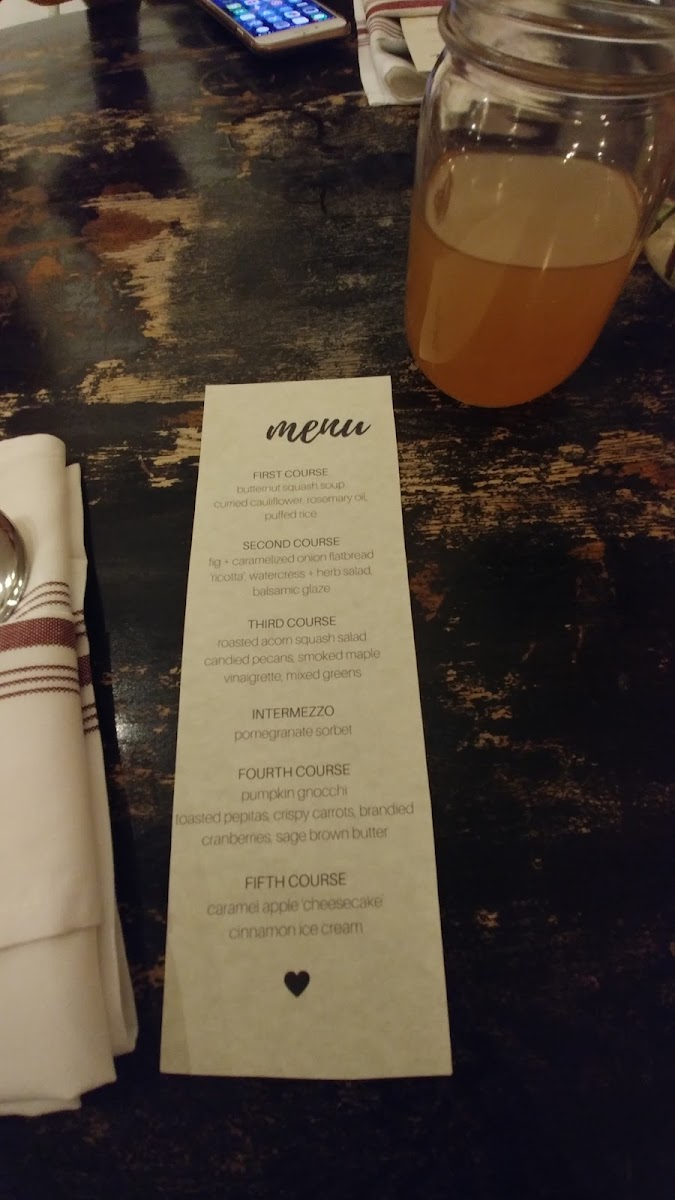 menu
FIRST COURSE
butternut squash soup
curried cauliflower, rosemary oil,
puffed rice
SECOND COURSE
fig + caramelized onion flatbread
'ricotta', watercress + herb salad,
balsamic glaze
THIRD COURSE
roasted acorn squash salad
candied pecans, smoked maple
vinaigrette, mixed greens
INTERMEZZO
pomegranate sorbet
FOURTH COURSE
pumpkin gnocchi
toasted pepitas, crispy carrots, brandied
cranberries, sage brown butter
FIFTH COURSE
caramel apple 'cheesecake'
cinnamon ice cream